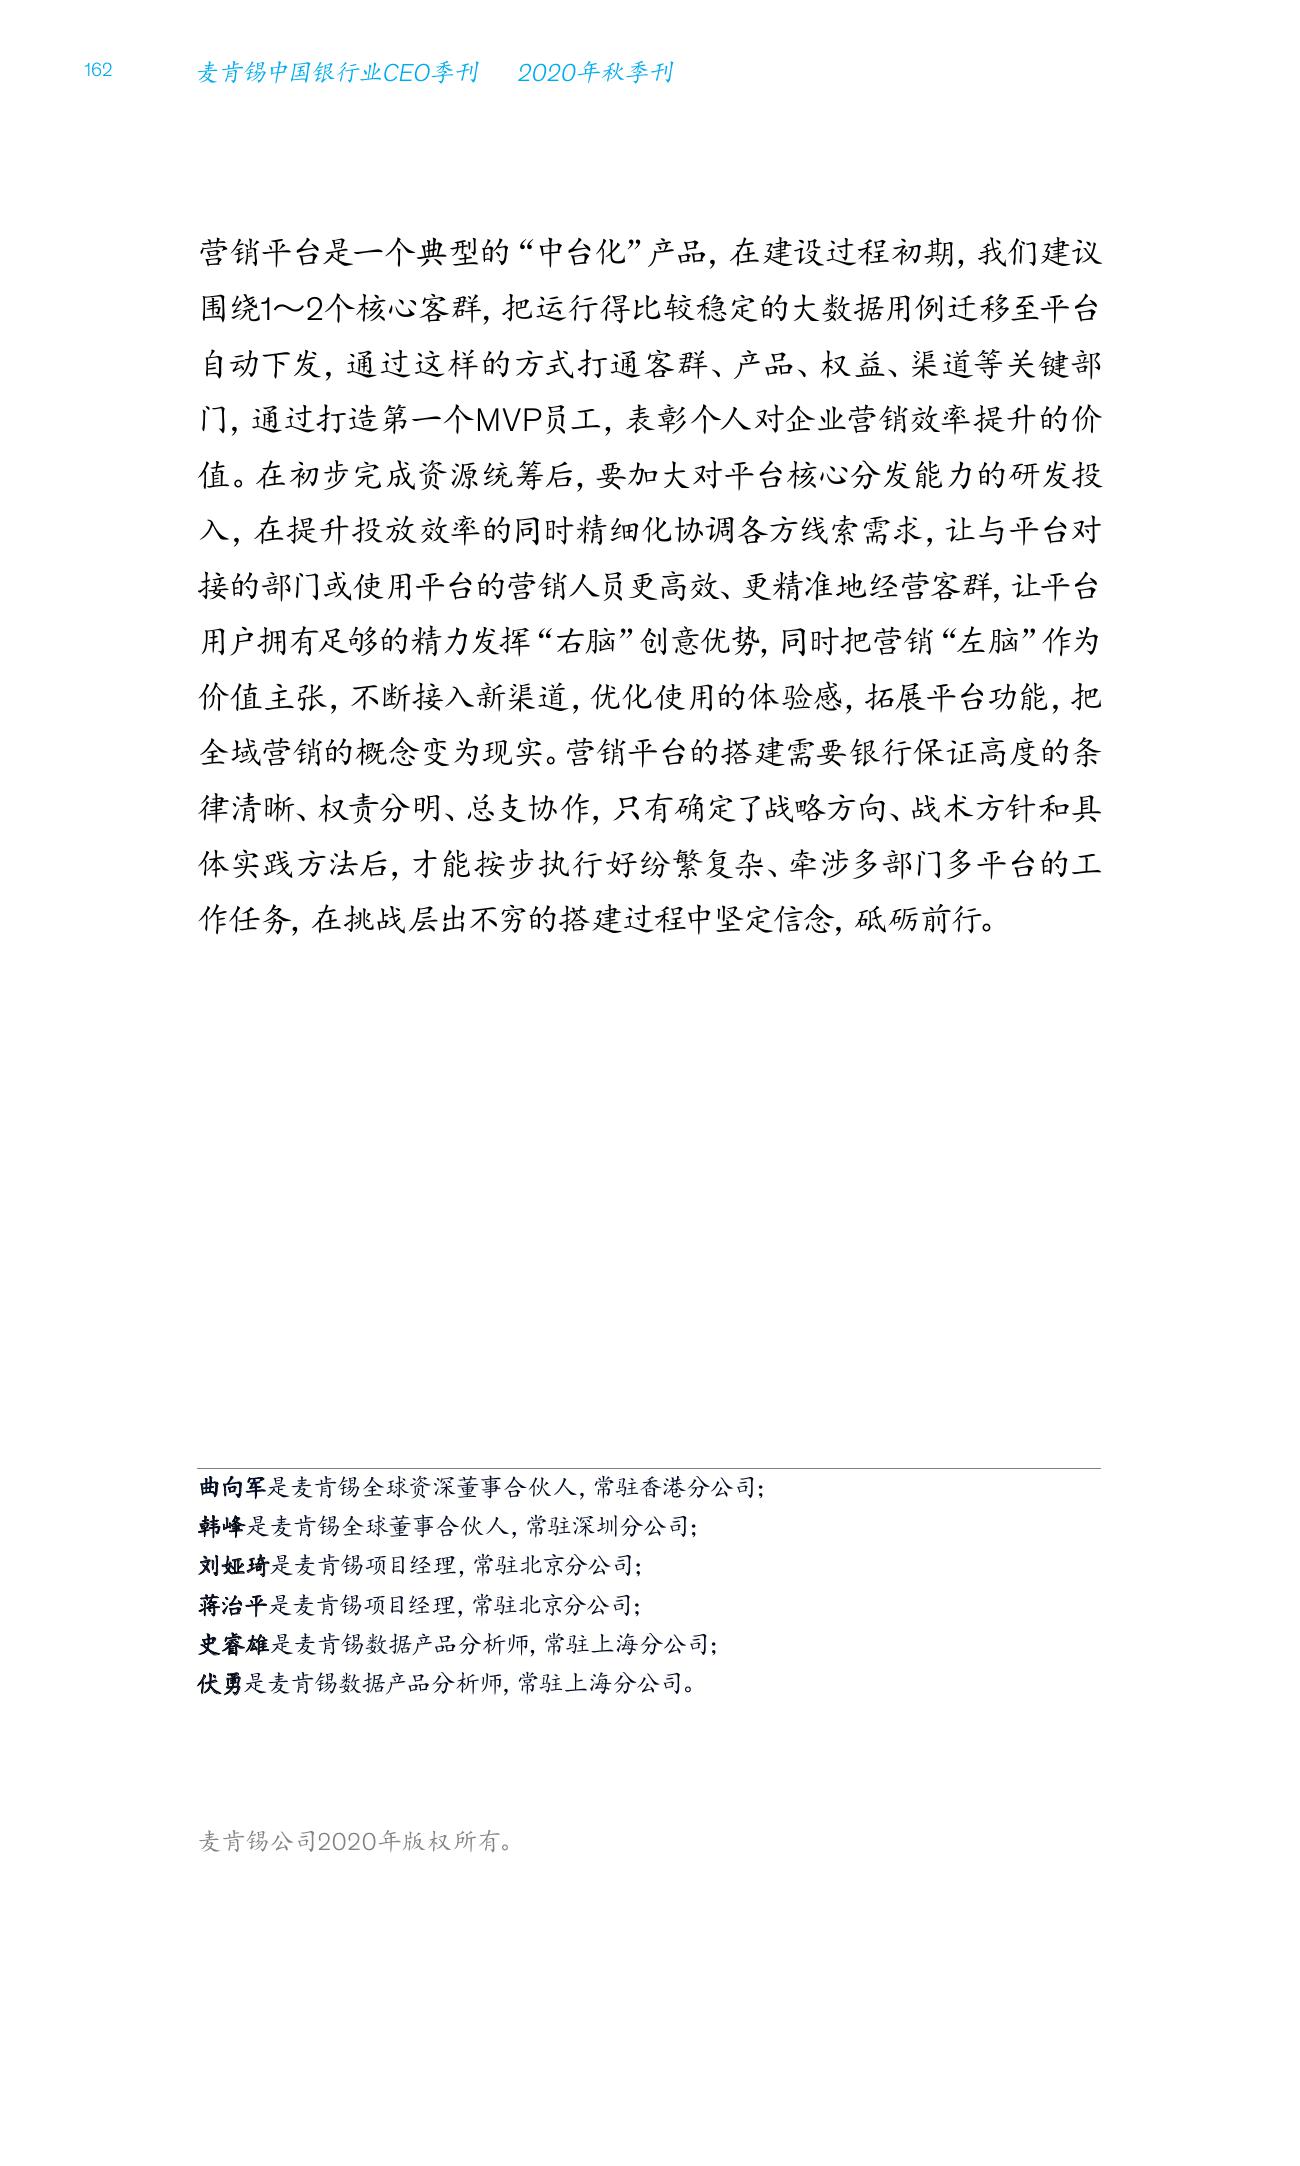 162
麦肯锡中国银行业CEO季刊 2020年秋季刊
营销平台是一个典型的“中台化”产品，在建设过程初期，我们建议
围绕1～2个核心客群，把运行得比较稳定的大数据用例迁移至平台
自动下发，通过这样的方式打通客群、产品、权益、渠道等关键部
门，通过打造第一个MVP员工，表彰个人对企业营销效率提升的价
值。在初步完成资源统筹后，要加大对平台核心分发能力的研发投
入，在提升投放效率的同时精细化协调各方线索需求，让与平台对
接的部门或使用平台的营销人员更高效、更精准地经营客群，让平台
用户拥有足够的精力发挥“右脑”创意优势，同时把营销“左脑”作为
价值主张，不断接入新渠道，优化使用的体验感，拓展平台功能，把
全域营销的概念变为现实。营销平台的搭建需要银行保证高度的条
律清晰、权责分明、总支协作，只有确定了战略方向、战术方针和具
体实践方法后，才能按步执行好纷繁复杂、牵涉多部门多平台的工
作任务，在挑战层出不穷的搭建过程中坚定信念，砥砺前行。
曲向军是麦肯锡全球资深董事合伙人，常驻香港分公司；
韩峰是麦肯锡全球董事合伙人，常驻深圳分公司；
刘娅琦是麦肯锡项目经理，常驻北京分公司；
蒋治平是麦肯锡项目经理，常驻北京分公司；
史睿雄是麦肯锡数据产品分析师，常驻上海分公司；
伏勇是麦肯锡数据产品分析师，常驻上海分公司。
麦肯锡公司2020年版权所有。